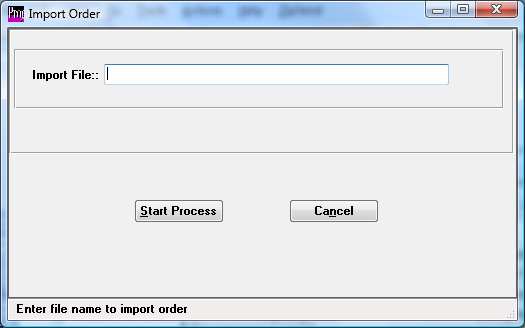 Import Order
Import File::
Start Process
Cancel
Enter file name to import order